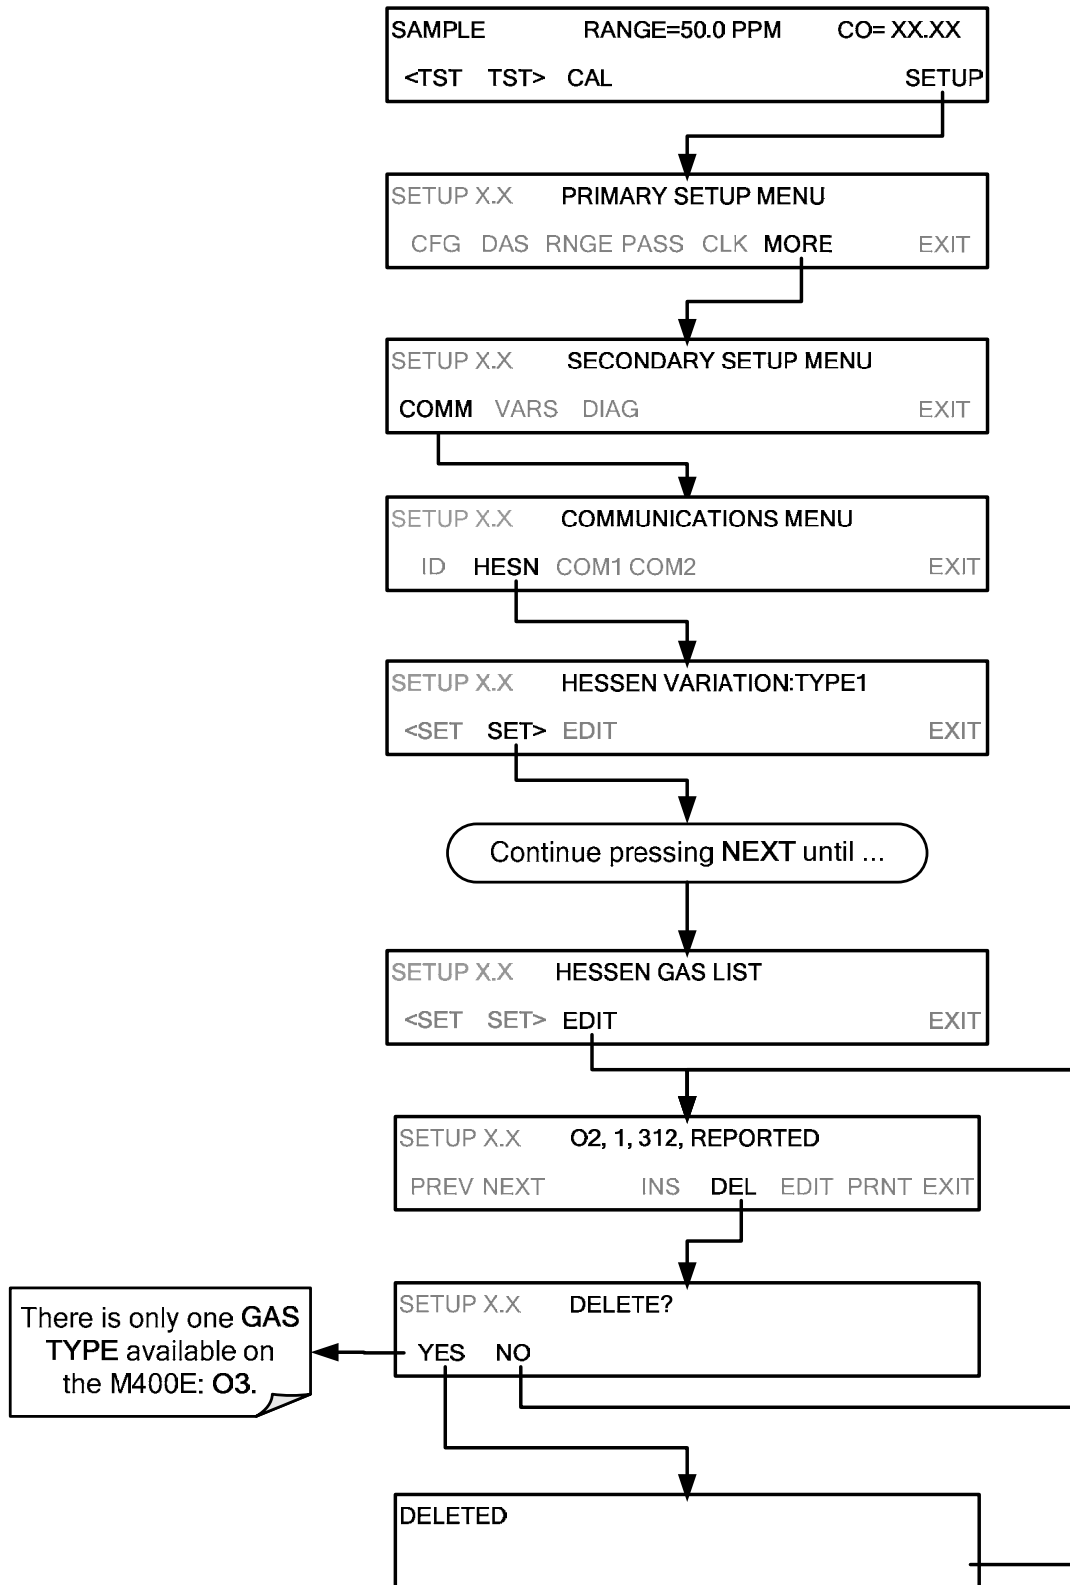 SAMPLE RANGE=50.0 PPM CO= XX.XX
<TST TST> CAL SETUP
SETUP X.X PRIMARY SETUP MENU
CFG DAS RNGE PASS CLK MORE EXIT
SETUP X.X SECONDARY SETUP MENU
COMM VARS DIAG EXIT
SETUP X.X COMMUNICATIONS MENU
ID HESN COM1 COM2 EXIT
SETUP X.X HESSEN VARIATION:TYPE1
<SET SET> EDIT EXIT
Continue pressing NEXT until ...
SETUP X.X HESSEN GAS LIST
<SET SET> EDIT EXIT
SETUP X.X O2, 1, 312, REPORTED
PREV NEXT INS DEL EDIT PRNT EXIT
SETUP X.X DELETE?
YES NO
There is only one GAS
TYPE available on
the M400E: O3.
DELETED